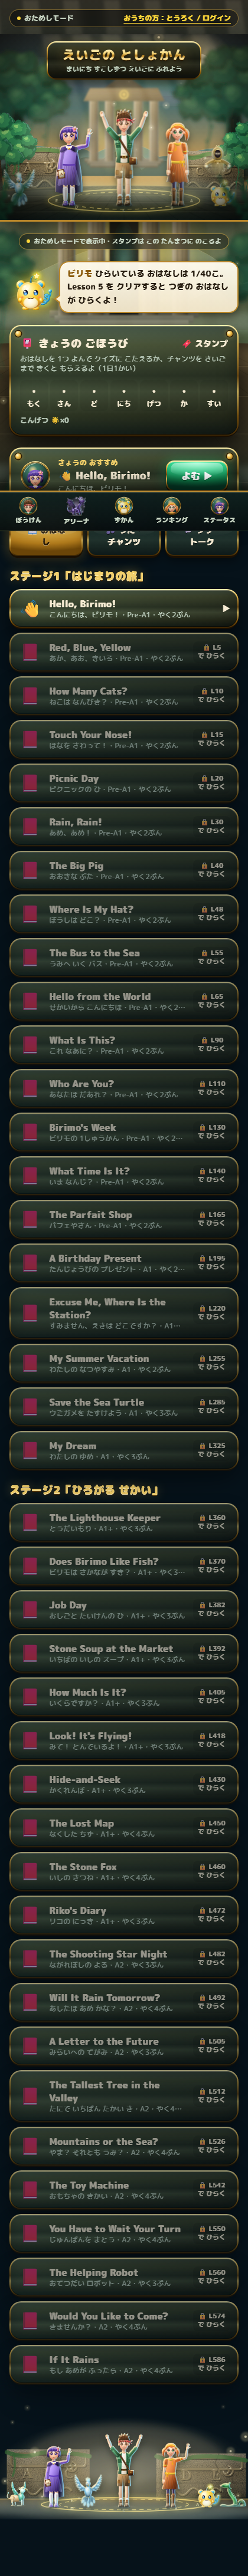 おためしモード
おうちの方：とうろく / ログイン
えいごの としょかん
まいにち すこしずつ えいごに ふれよう
おためしモードで表示中・スタンプは この たんまつに のこるよ
ビリモ ひらいている おはなしは 1/40こ。
Lesson 5 を クリアすると つぎの おはなし
が ひらくよ！
きょうの ごほうび
スタンプ
おはなしを 1つ よんで クイズに こたえるか、チャンツを さいご
まで きくと もらえるよ（1日1かい）
もく きん ど にち げつ か すい
こんげつ x0
きょうの おすすめ
Hello, Birimo!
よむ ▶
ぼうけん アリーナ ずかん ランキング ステータス
し チャンツ トーク
ステージ1「はじまりの旅」
Hello, Birimo!
こんにちは、ビリモ！・Pre-A1・やく2ぷん
Red, Blue, Yellow
あか、あお、きいろ・Pre-A1・やく2ぷん
L5
で ひらく
How Many Cats?
ねこは なんびき？・Pre-A1・やく2ぷん
L10
で ひらく
Touch Your Nose!
はなを さわって！・Pre-A1・やく2ぷん
L15
で ひらく
Picnic Day
ピクニックの ひ・Pre-A1・やく2ぷん
L20
で ひらく
Rain, Rain!
あめ、あめ！・Pre-A1・やく2ぷん
L30
で ひらく
The Big Pig
おおきな ぶた・Pre-A1・やく2ぷん
L40
で ひらく
Where Is My Hat?
ぼうしは どこ？・Pre-A1・やく2ぷん
L48
で ひらく
The Bus to the Sea
うみへ いく バス・Pre-A1・やく2ぷん
L55
で ひらく
Hello from the World
せかいから こんにちは・Pre-A1・やく2…
L65
で ひらく
What Is This?
これ なあに？・Pre-A1・やく2ぷん
L90
で ひらく
Who Are You?
あなたは だあれ？・Pre-A1・やく2ぷん
L110
で ひらく
Birimo's Week
ビリモの 1しゅうかん・Pre-A1・やく2…
L130
で ひらく
What Time Is It?
いま なんじ？・Pre-A1・やく2ぷん
L140
で ひらく
The Parfait Shop
パフェやさん・Pre-A1・やく2ぷん
L165
で ひらく
A Birthday Present
たんじょうびの プレゼント・A1・やく2…
L195
で ひらく
Excuse Me, Where Is the
Station?
すみません、えきは どこですか？・A1…
L220
で ひらく
My Summer Vacation
わたしの なつやすみ・A1・やく2ぷん
L255
で ひらく
Save the Sea Turtle
ウミガメを たすけよう・A1・やく3ぷん
L285
で ひらく
My Dream
わたしの ゆめ・A1・やく3ぷん
L325
で ひらく
ステージ2「ひろがる せかい」
The Lighthouse Keeper
とうだいもり・A1+・やく3ぷん
L360
で ひらく
Does Birimo Like Fish?
ビリモは さかなが すき？・A1+・やく3…
L370
で ひらく
Job Day
おしごと たいけんの ひ・A1+・やく3ぷん
L382
で ひらく
Stone Soup at the Market
いちばの いしの スープ・A1+・やく3ぷん
L392
で ひらく
How Much Is It?
いくらですか？・A1+・やく3ぷん
L405
で ひらく
Look! It's Flying!
みて！ とんでいるよ！・A1+・やく3ぷん
L418
で ひらく
Hide-and-Seek
かくれんぼ・A1+・やく3ぷん
L430
で ひらく
The Lost Map
なくした ちず・A1+・やく4ぷん
L450
で ひらく
The Stone Fox
いしの きつね・A1+・やく4ぷん
L460
で ひらく
Riko's Diary
リコの にっき・A1+・やく3ぷん
L472
で ひらく
The Shooting Star Night
ながれぼしの よる・A2・やく3ぷん
L482
で ひらく
Will It Rain Tomorrow?
あしたは あめ かな？・A2・やく4ぷん
L492
で ひらく
A Letter to the Future
みらいへの てがみ・A2・やく3ぷん
L505
で ひらく
The Tallest Tree in the
Valley
たにで いちばん たかい き・A2・やく4…
L512
で ひらく
Mountains or the Sea?
やま？ それとも うみ？・A2・やく4ぷん
L526
で ひらく
The Toy Machine
おもちゃの きかい・A2・やく4ぷん
L542
で ひらく
You Have to Wait Your Turn
じゅんばんを まとう・A2・やく4ぷん
L550
で ひらく
The Helping Robot
おてつだい ロボット・A2・やく3ぷん
L560
で ひらく
Would You Like to Come?
きませんか？・A2・やく4ぷん
L574
で ひらく
If It Rains
もし あめが ふったら・A2・やく4ぷん
L586
で ひらく